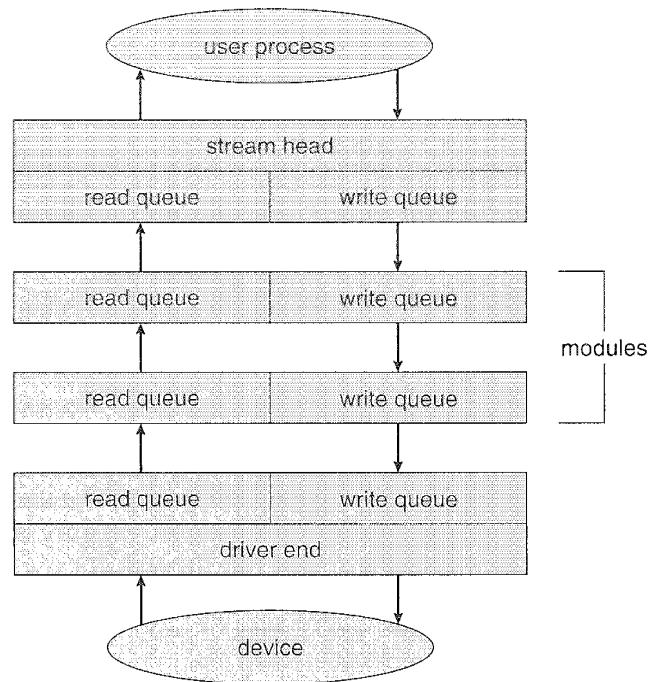 user process
stream head
read queue write queue
read queue write queue
modules
read queue write queue
read queue write queue
driver end
device